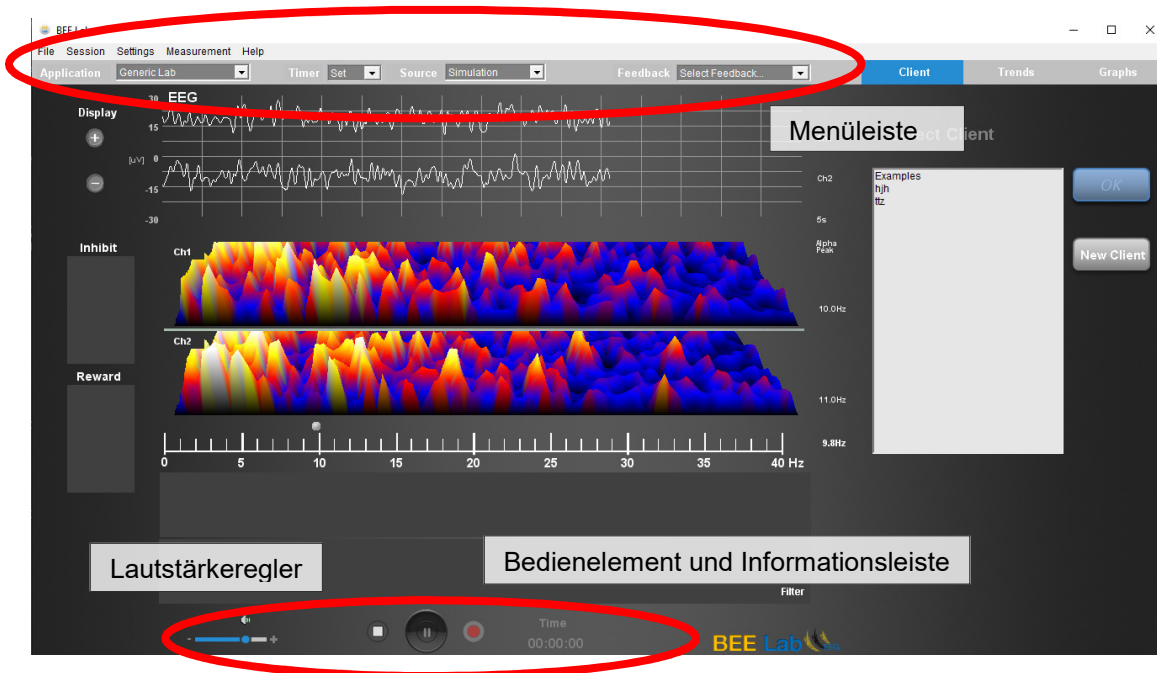 BEE Lab
File Session Settings Measurement Help
Application Generic Lab Timer Set Source Simulation Feedback Select Feedback... Client Trends Graphs
Display
30 EEG
15
[uV] 0
-15
-30
Menüleiste
Client
Ch2
5s
Examples
hjh
ttz
OK
New Client
Inhibit
Ch1
Alpha
Peak
10.0Hz
Ch2
Reward
11.0Hz
9.8Hz
0 5 10 15 20 25 30 35 40 Hz
Lautstärkeregler
Bedienelement und Informationsleiste
Filter
- +
Time
00:00:00
BEE Lab